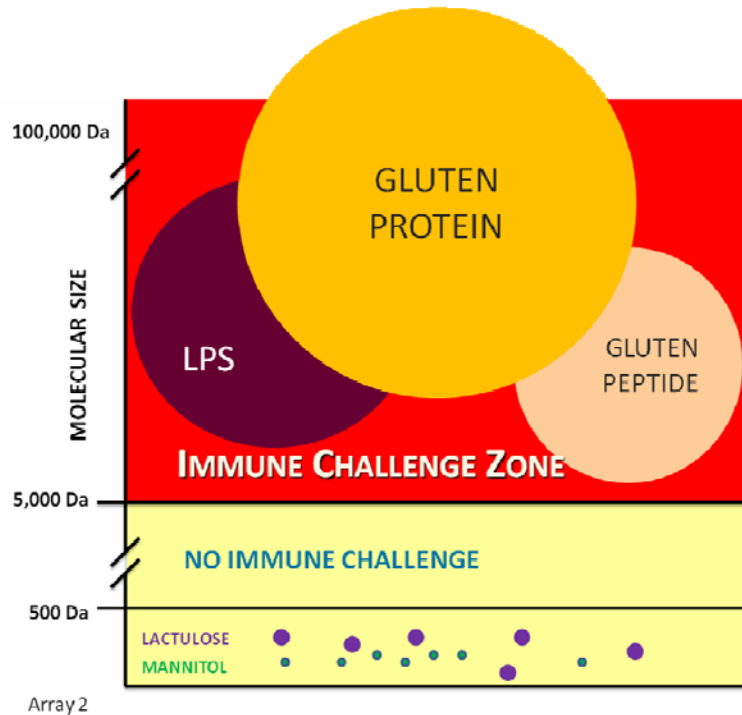 100,000 Da
GLUTEN
PROTEIN
MOLECULAR SIZE
LPS
GLUTEN
PEPTIDE
IMMUNE CHALLENGE ZONE
5,000 Da
NO IMMUNE CHALLENGE
500 Da
LACTULOSE
MANNITOL
Array 2